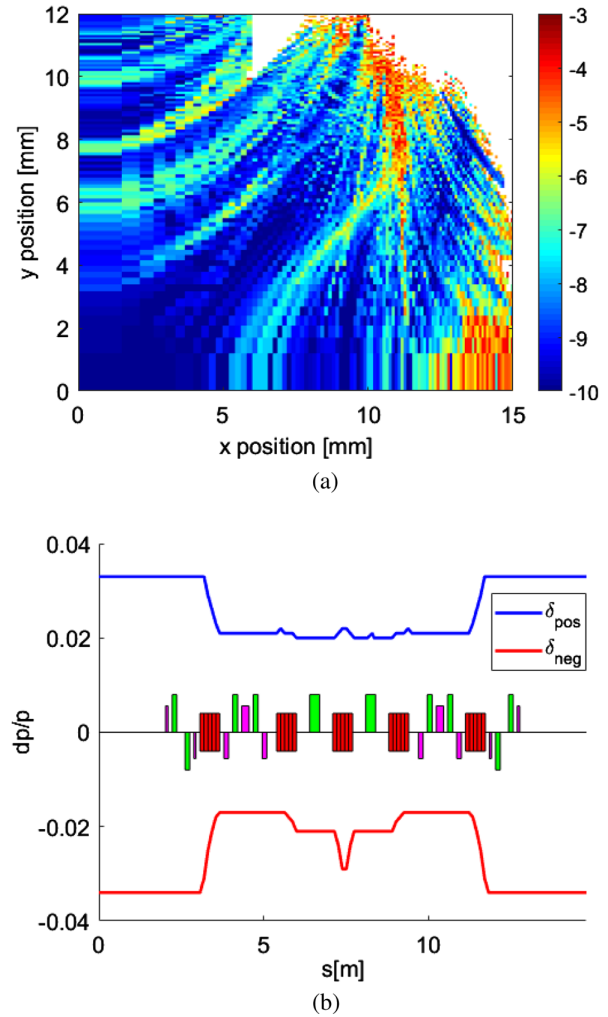 12
10
8
6
4
2
0
y position [mm]
0 5 10 15
x position [mm]
-3
-4
-5
-6
-7
-8
-9
-10
(a)
0.04
0.02
0
-0.02
-0.04
dp/p
δpos
δneg
0 5 10
s[m]
(b)